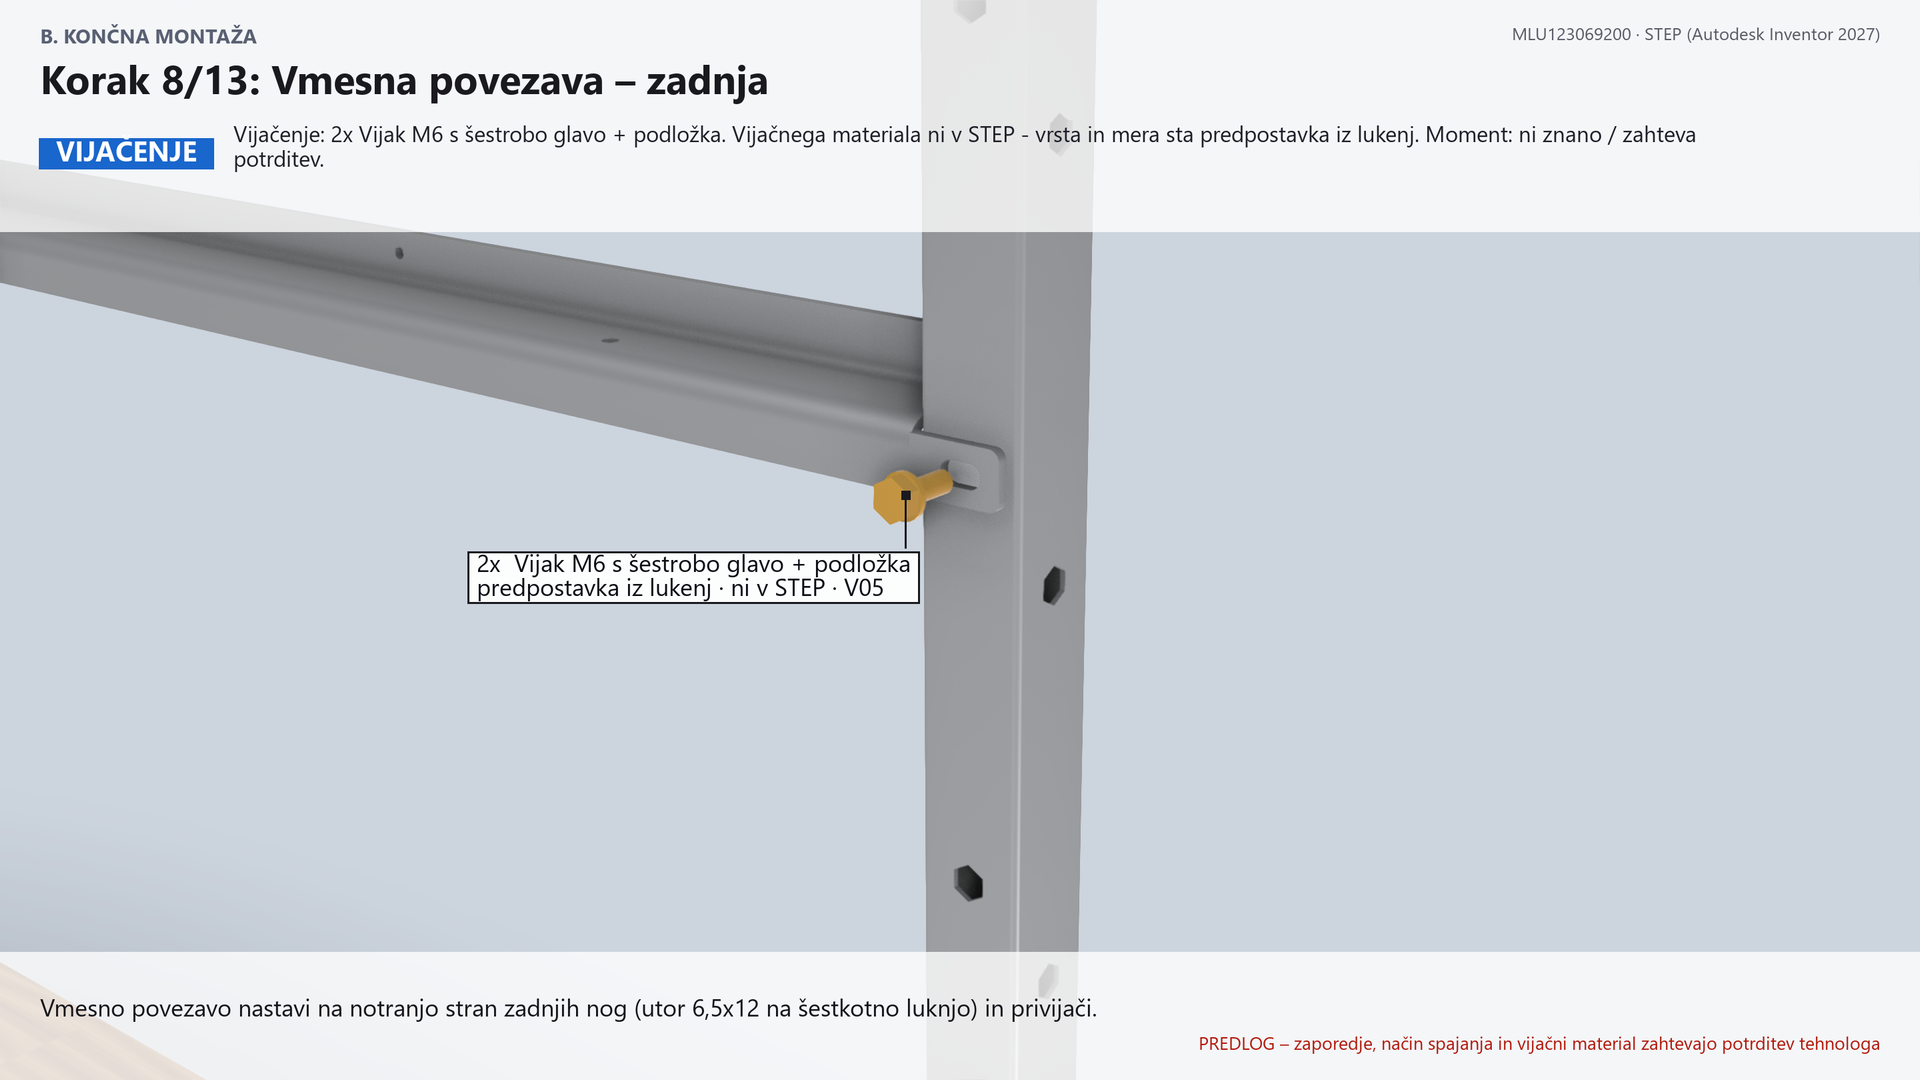 B. KONČNA MONTAŽA
MLU123069200 · STEP (Autodesk Inventor 2027)
Korak 8/13: Vmesna povezava – zadnja
VIJAČENJE
Vijačenje: 2x Vijak M6 s šestrobo glavo + podložka. Vijačnega materiala ni v STEP - vrsta in mera sta predpostavka iz lukenj. Moment: ni znano / zahteva
potrditev.
2x  Vijak M6 s šestrobo glavo + podložka
predpostavka iz lukenj · ni v STEP · V05
Vmesno povezavo nastavi na notranjo stran zadnjih nog (utor 6,5x12 na šestkotno luknjo) in privijači.
PREDLOG – zaporedje, način spajanja in vijačni material zahtevajo potrditev tehnologa